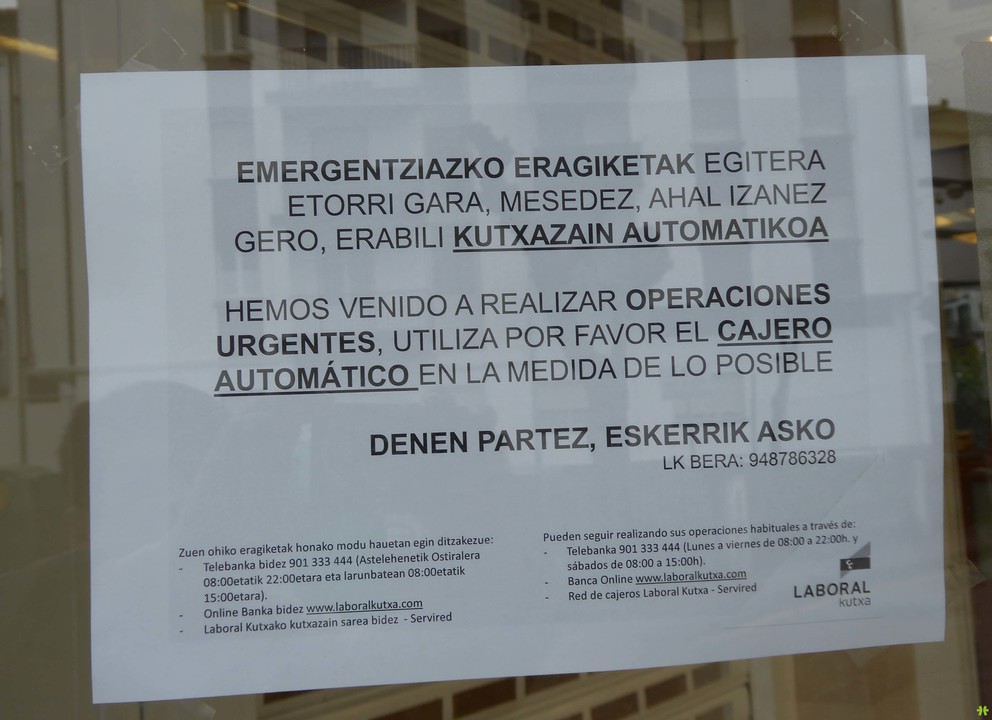 EMERGENTZIAZKO ERAGIKETAK EGITERA
ETORRI GARA, MESEDEZ, AHAL IZANEZ
GERO, ERABILI KUTXAZAIN AUTOMATIKOA
HEMOS VENIDO A REALIZAR OPERACIONES
URGENTES, UTILIZA POR FAVOR EL CAJERO
AUTOMÁTICO EN LA MEDIDA DE LO POSIBLE
DENEN PARTEZ, ESKERRIK ASKO
LK BERA: 948786328
Zuen ohiko eragiketak honako modu hauetan egin ditzakezue:
- Telebanka bidez 901 333 444 (Astelehenetik Ostiralera
08:00etatik 22:00etara eta larunbatean 08:00etatik
15:00etara).
- Online Banka bidez www.laboralkutxa.com
- Laboral Kutxako kutxazain sarea bidez - Servired
Pueden seguir realizando sus operaciones habituales a través de:
- Telebanka 901 333 444 (Lunes a viernes de 08:00 a 22:00h. y
sábados de 08:00 a 15:00h).
- Banca Online www.laboralkutxa.com
- Red de cajeros Laboral Kutxa - Servired
LABORAL
kutxa